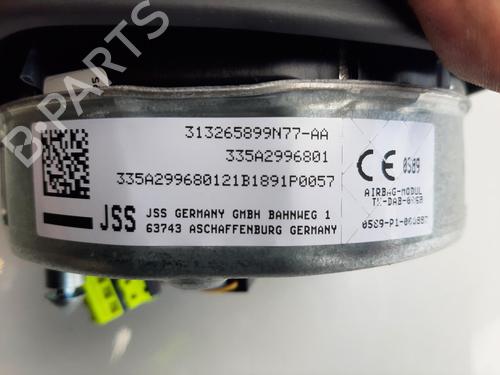 313265899N77-AA
335A2996801
335A299680121B1891P0057
JSS
JSS GERMANY GMBH BAHNWEG 1
63743 ASCHAFFENBURG GERMANY
CE 0589
AIRBAG-MODUL
B-PARTS